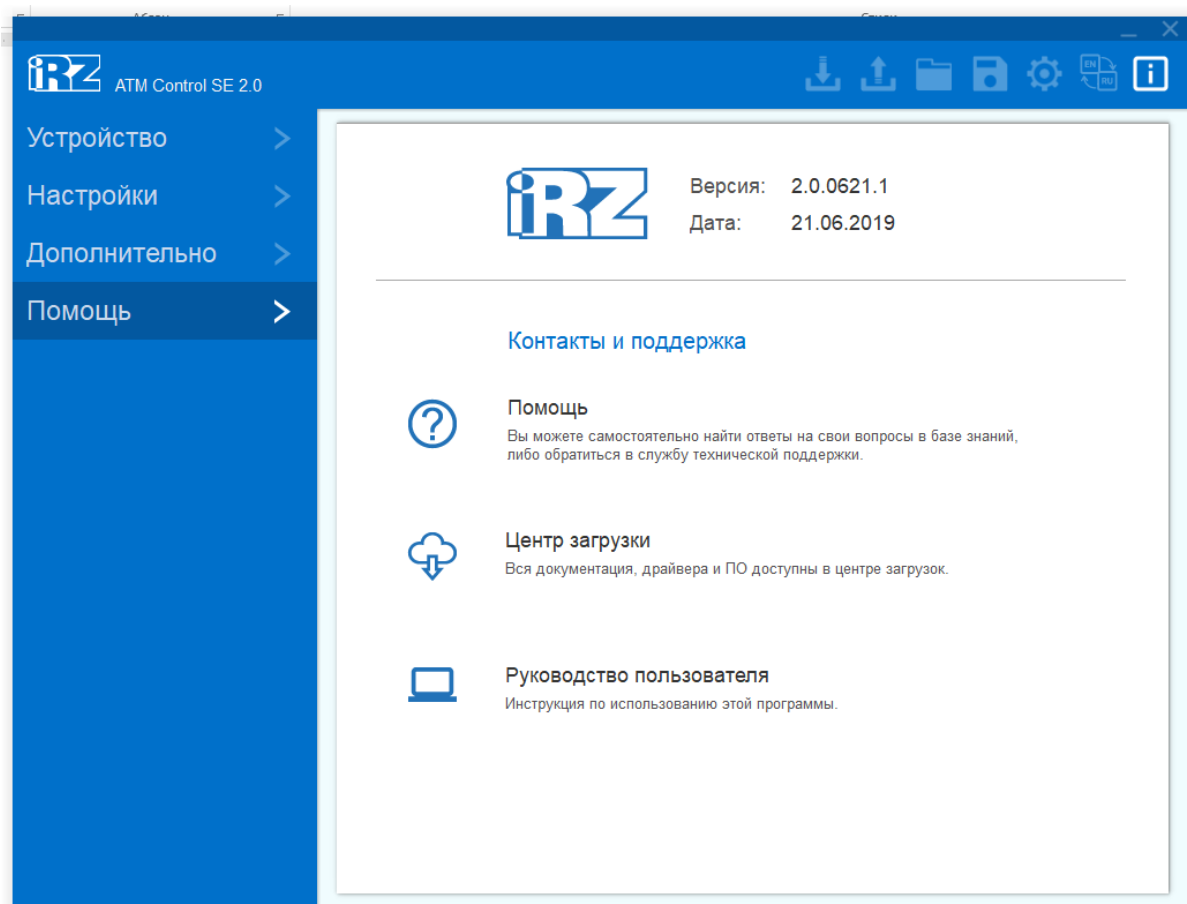 iRZ
ATM Control SE 2.0
EN
RU
i
Устройство
Настройки
Дополнительно
Помощь
iRZ
Версия: 2.0.0621.1
Дата: 21.06.2019
Контакты и поддержка
Помощь
Вы можете самостоятельно найти ответы на свои вопросы в базе знаний,
либо обратиться в службу технической поддержки.
Центр загрузки
Вся документация, драйвера и ПО доступны в центре загрузок.
Руководство пользователя
Инструкция по использованию этой программы.